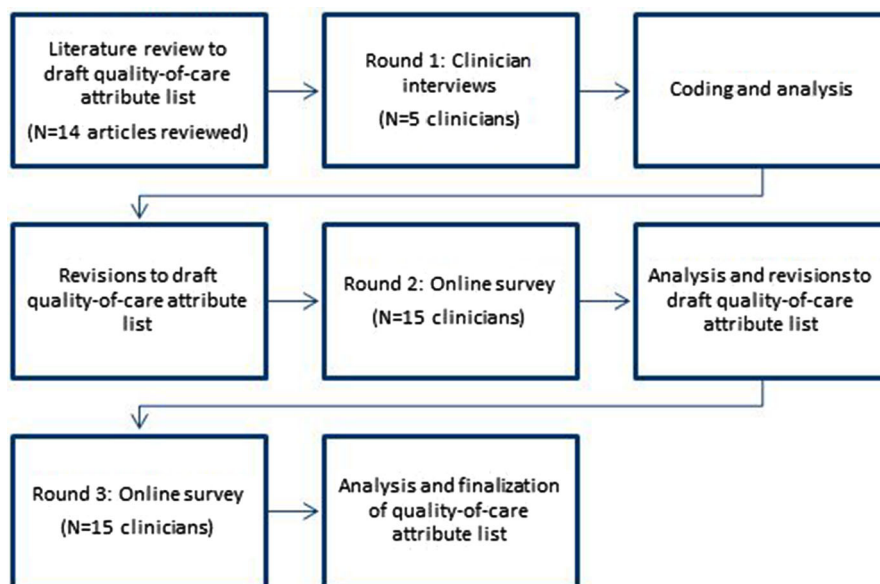 Literature review to
draft quality-of-care
attribute list
(N=14 articles reviewed)
Round 1: Clinician
interviews
(N=5 clinicians)
Coding and analysis
Revisions to draft
quality-of-care attribute
list
Round 2: Online survey
(N=15 clinicians)
Analysis and revisions to
draft quality-of-care
attribute list
Round 3: Online survey
(N=15 clinicians)
Analysis and finalization
of quality-of-care
attribute list